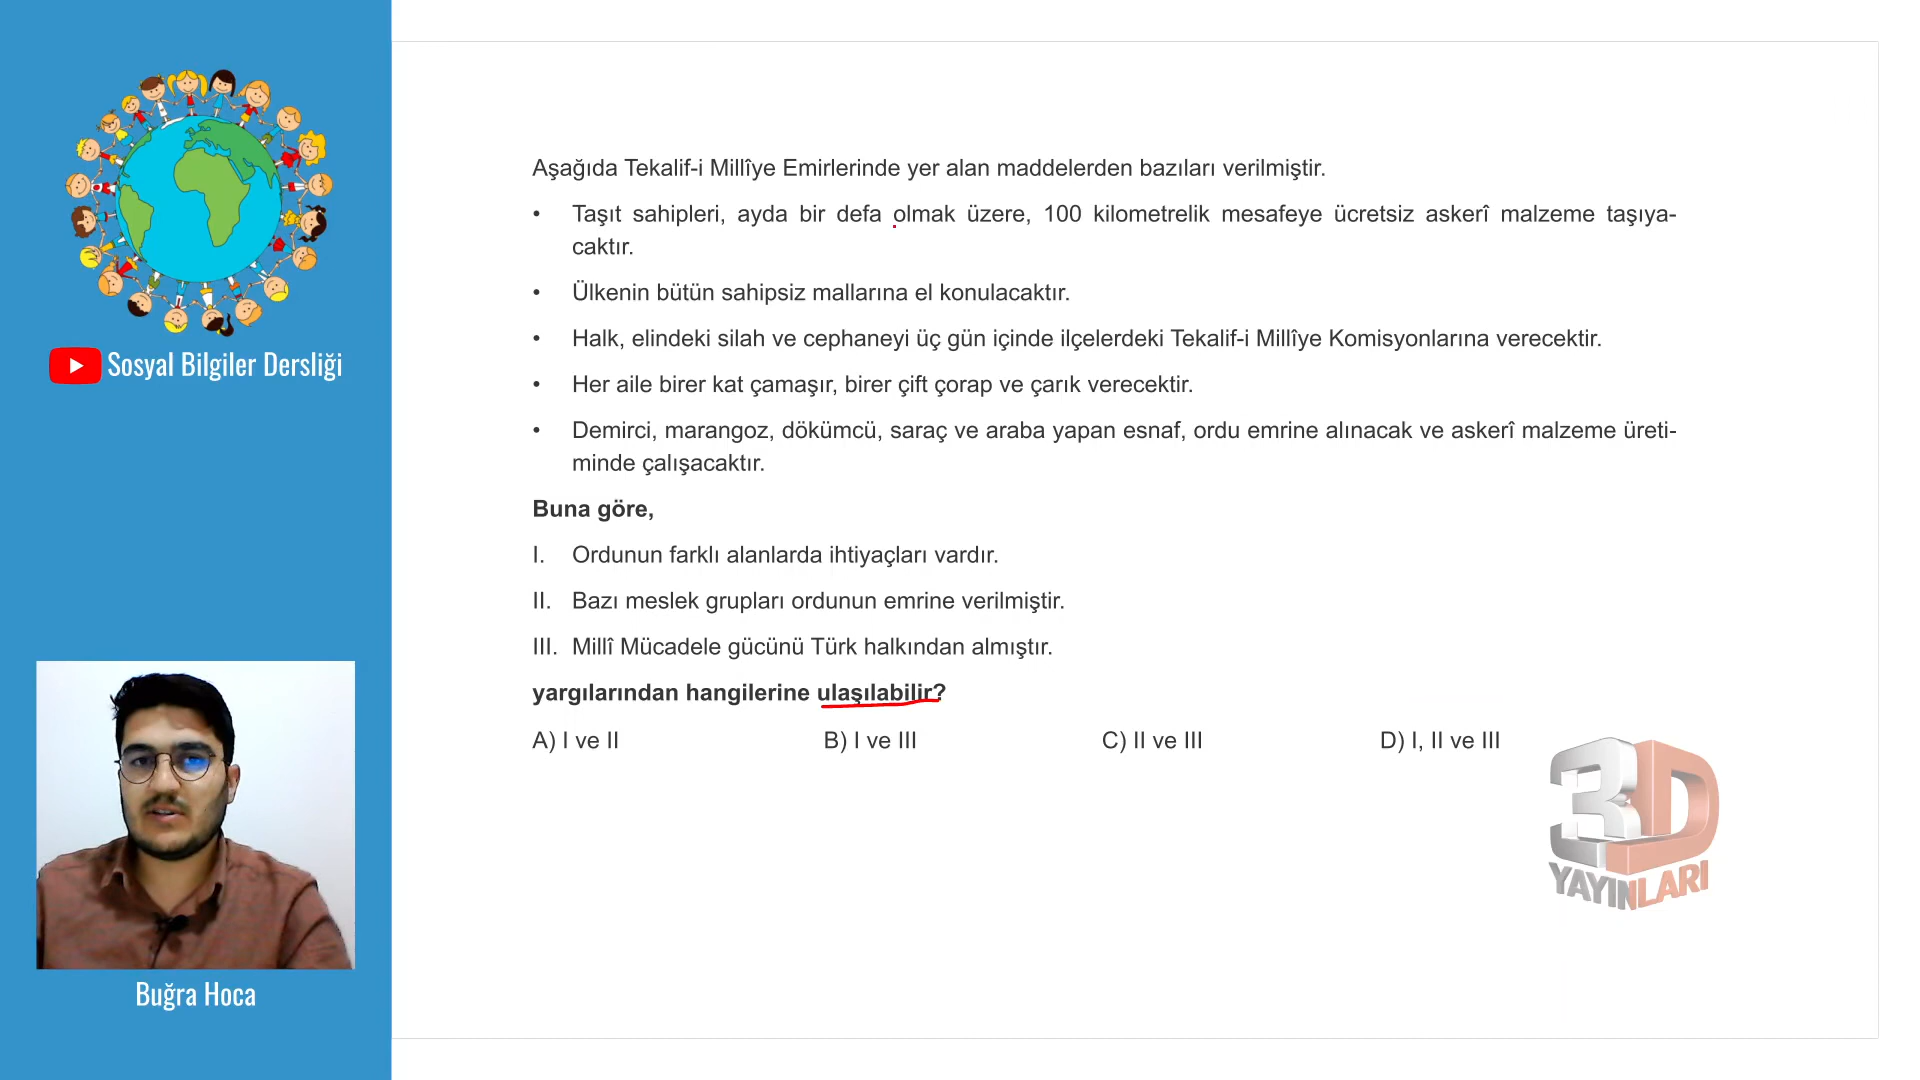 Aşağıda Tekalif-i Millîye Emirlerinde yer alan maddelerden bazıları verilmiştir.
• Taşıt sahipleri, ayda bir defa olmak üzere, 100 kilometrelik mesafeye ücretsiz askerî malzeme taşıya-
caktır.
• Ülkenin bütün sahipsiz mallarına el konulacaktır.
• Halk, elindeki silah ve cephaneyi üç gün içinde ilçelerdeki Tekalif-i Millîye Komisyonlarına verecektir.
• Her aile birer kat çamaşır, birer çift çorap ve çarık verecektir.
• Demirci, marangoz, dökümcü, saraç ve araba yapan esnaf, ordu emrine alınacak ve askerî malzeme üreti-
minde çalışacaktır.
Buna göre,
I. Ordunun farklı alanlarda ihtiyaçları vardır.
II. Bazı meslek grupları ordunun emrine verilmiştir.
III. Millî Mücadele gücünü Türk halkından almıştır.
yargılarından hangilerine ulaşılabilir?
A) I ve II B) I ve III C) II ve III D) I, II ve III
3D
YAYINLARI
Sosyal Bilgiler Dersliği
Buğra Hoca